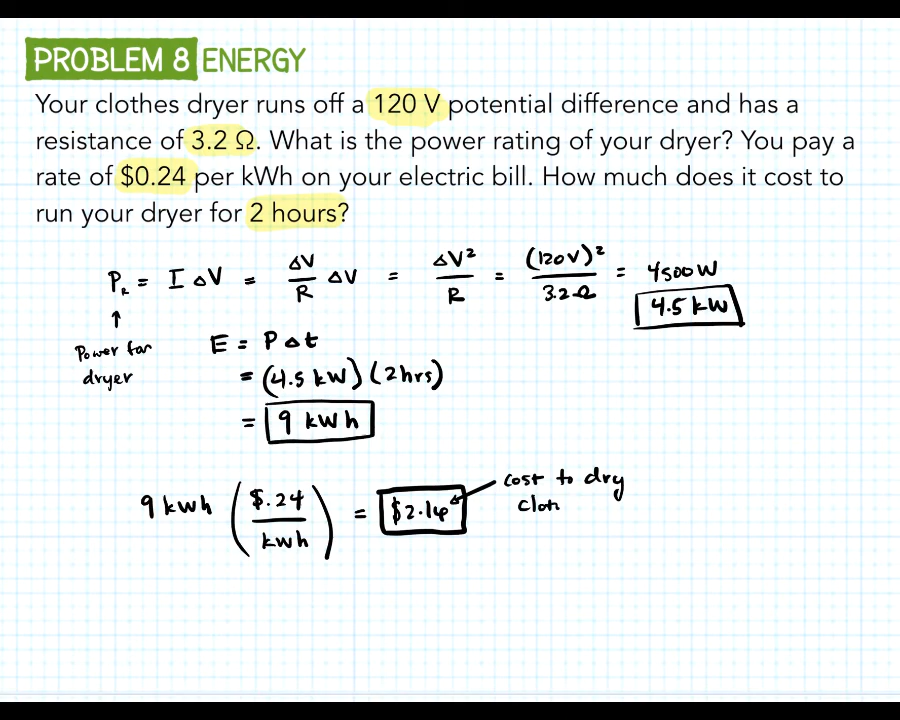 PROBLEM 8 ENERGY
Your clothes dryer runs off a 120 V potential difference and has a
resistance of 3.2 Ω. What is the power rating of your dryer? You pay a
rate of $0.24 per kWh on your electric bill. How much does it cost to
run your dryer for 2 hours?
P_R = I ΔV = ΔV/R ΔV = ΔV²/R = (120V)²/3.2Ω = 4500W
4.5 kW
↑
Power for
dryer
E = P Δt
= (4.5 kW)(2hrs)
= 9 kWh
9 kWh ($.24/kWh) = $2.16
cost to dry
clot